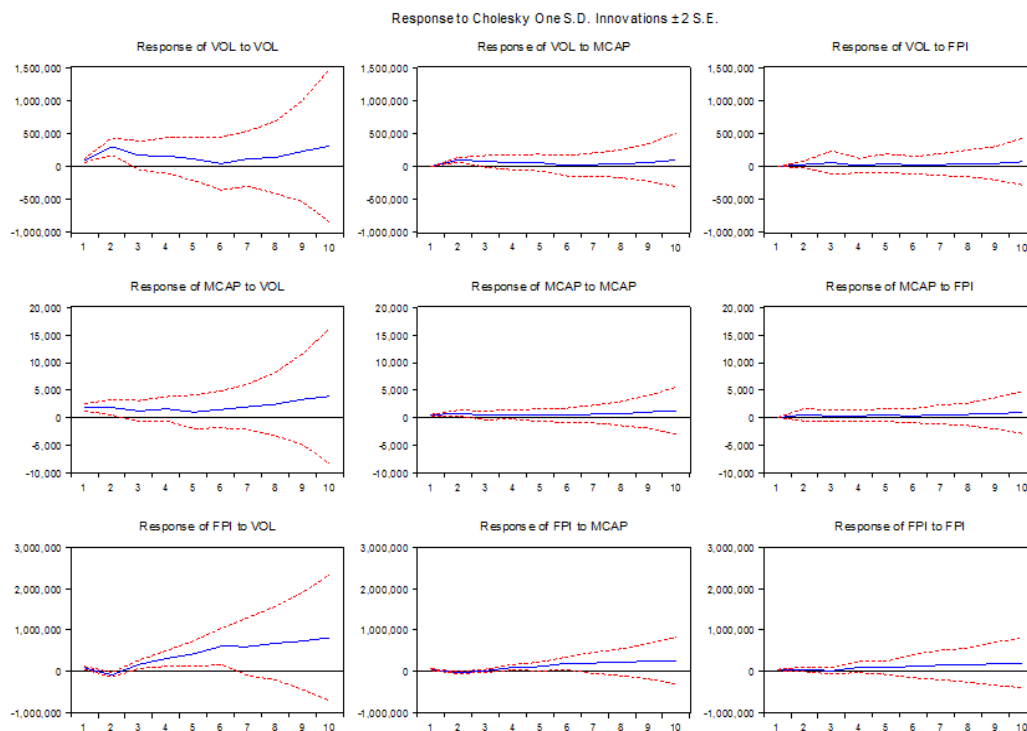 Response to Cholesky One S.D. Innovations ±2 S.E.
Response of VOL to VOL
1,500,000
1,000,000
500,000
0
-500,000
-1,000,000
1 2 3 4 5 6 7 8 9 10
Response of VOL to MCAP
1,500,000
1,000,000
500,000
0
-500,000
-1,000,000
1 2 3 4 5 6 7 8 9 10
Response of VOL to FPI
1,500,000
1,000,000
500,000
0
-500,000
-1,000,000
1 2 3 4 5 6 7 8 9 10
Response of MCAP to VOL
20,000
15,000
10,000
5,000
0
-5,000
-10,000
1 2 3 4 5 6 7 8 9 10
Response of MCAP to MCAP
20,000
15,000
10,000
5,000
0
-5,000
-10,000
1 2 3 4 5 6 7 8 9 10
Response of MCAP to FPI
20,000
15,000
10,000
5,000
0
-5,000
-10,000
1 2 3 4 5 6 7 8 9 10
Response of FPI to VOL
3,000,000
2,000,000
1,000,000
0
-1,000,000
1 2 3 4 5 6 7 8 9 10
Response of FPI to MCAP
3,000,000
2,000,000
1,000,000
0
-1,000,000
1 2 3 4 5 6 7 8 9 10
Response of FPI to FPI
3,000,000
2,000,000
1,000,000
0
-1,000,000
1 2 3 4 5 6 7 8 9 10